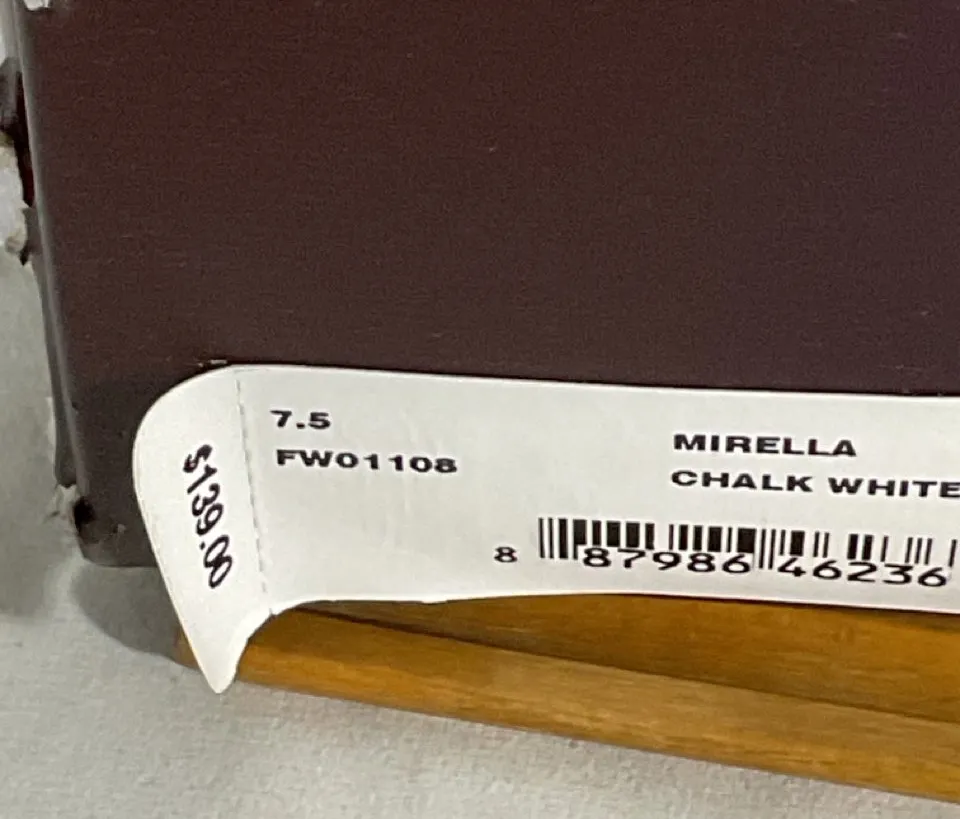 $139.00
7.5
FW01108
MIRELLA
CHALK WHITE
8 87986 46236